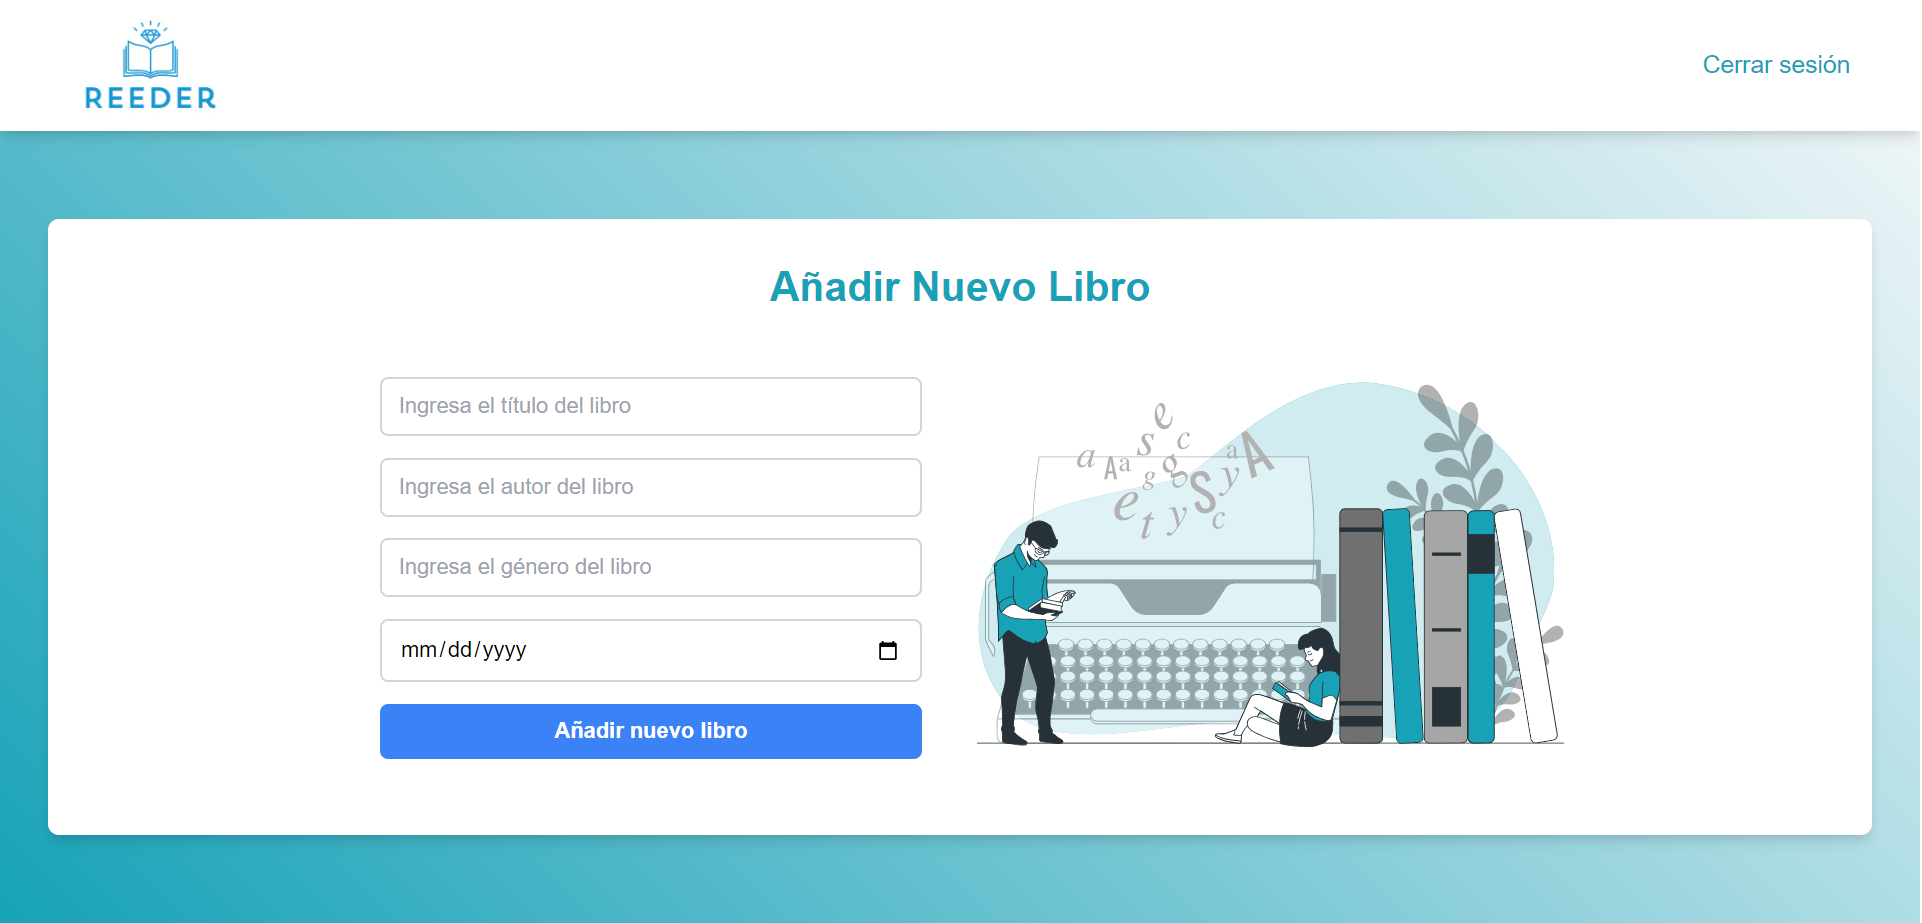 REEDER
Cerrar sesión
Añadir Nuevo Libro
Ingresa el título del libro
Ingresa el autor del libro
Ingresa el género del libro
mm/dd/yyyy
Añadir nuevo libro
e
s c
a A a g g a A
y
e S
t y c